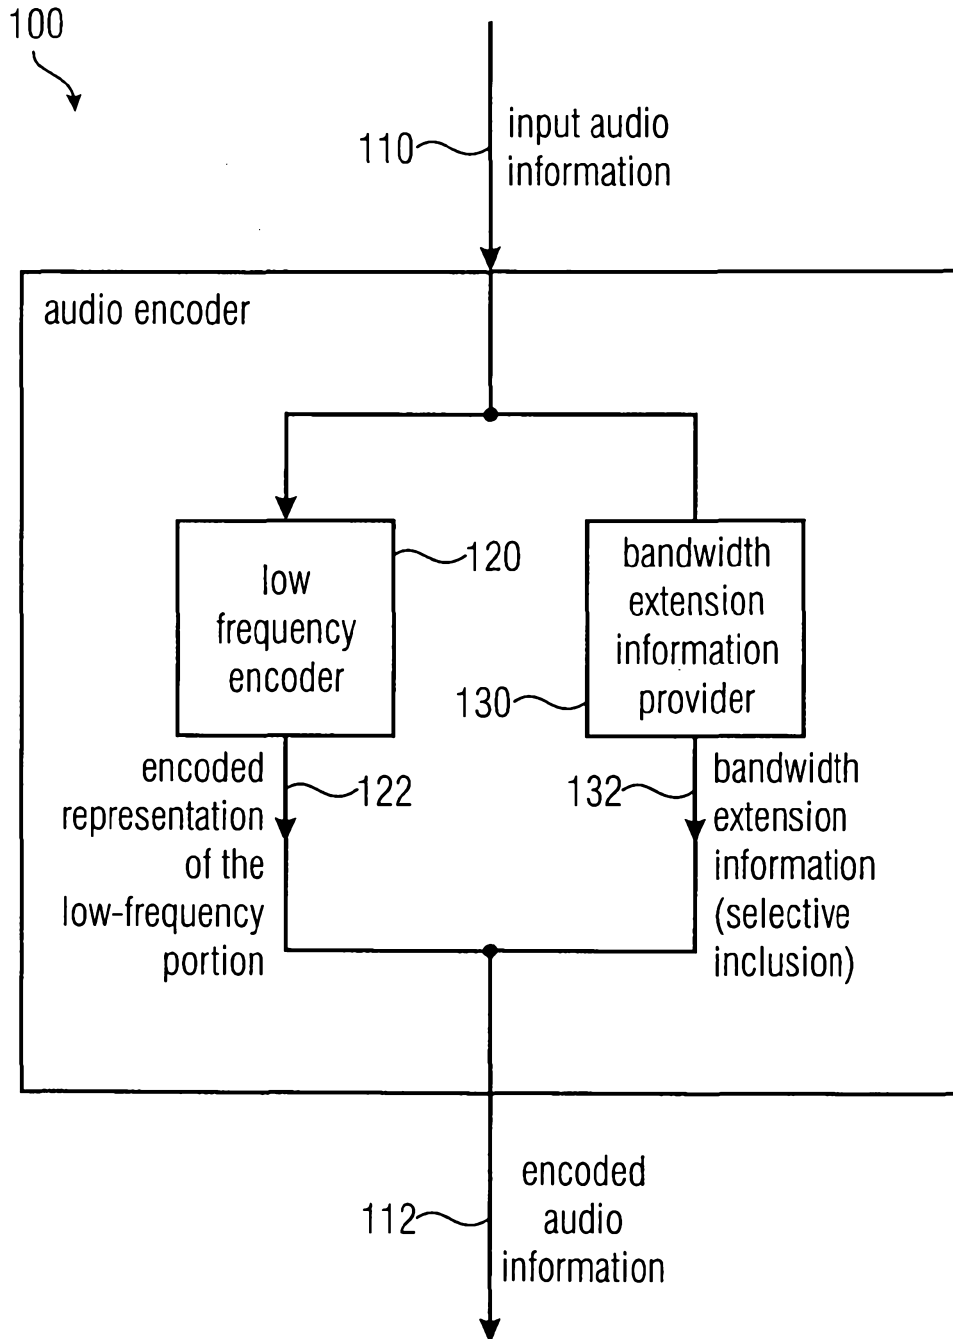 100
110
input audio
information
audio encoder
120
low
frequency
encoder
bandwidth
extension
information
provider
130
encoded
representation
of the
low-frequency
portion
122
132
bandwidth
extension
information
(selective
inclusion)
112
encoded
audio
information